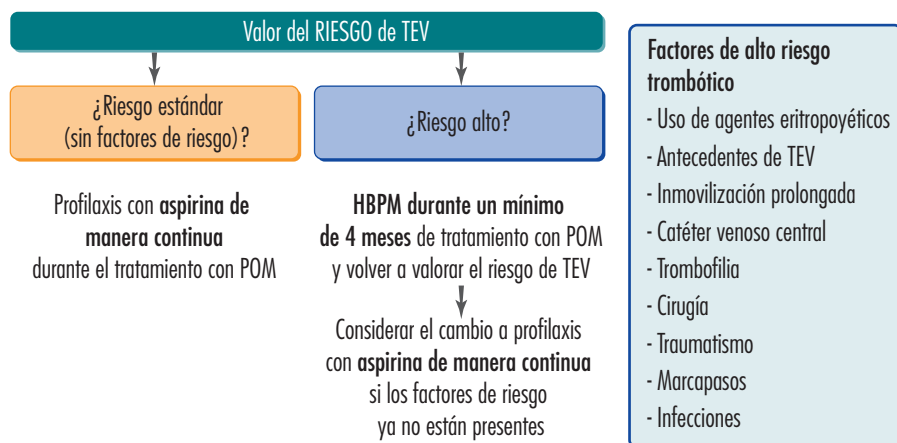 Valor del RIESGO de TEV
¿Riesgo estándar
(sin factores de riesgo)?
Profilaxis con aspirina de
manera continua
durante el tratamiento con POM
¿Riesgo alto?
HBPM durante un mínimo
de 4 meses de tratamiento con POM
y volver a valorar el riesgo de TEV
Considerar el cambio a profilaxis
con aspirina de manera continua
si los factores de riesgo
ya no están presentes
Factores de alto riesgo
trombótico
- Uso de agentes eritropoyéticos
- Antecedentes de TEV
- Inmovilización prolongada
- Catéter venoso central
- Trombofilia
- Cirugía
- Traumatismo
- Marcapasos
- Infecciones